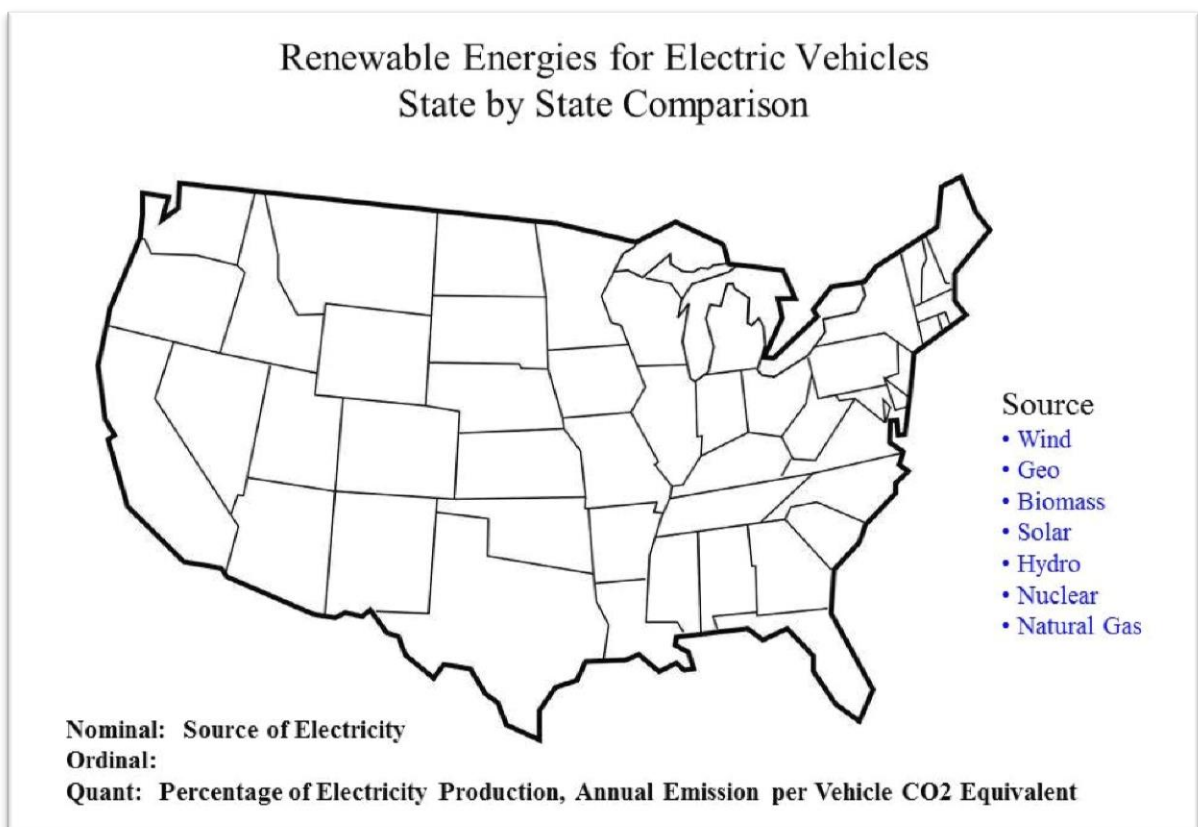 Renewable Energies for Electric Vehicles
State by State Comparison
Source
• Wind
• Geo
• Biomass
• Solar
• Hydro
• Nuclear
• Natural Gas
Nominal: Source of Electricity
Ordinal:
Quant: Percentage of Electricity Production, Annual Emission per Vehicle CO2 Equivalent